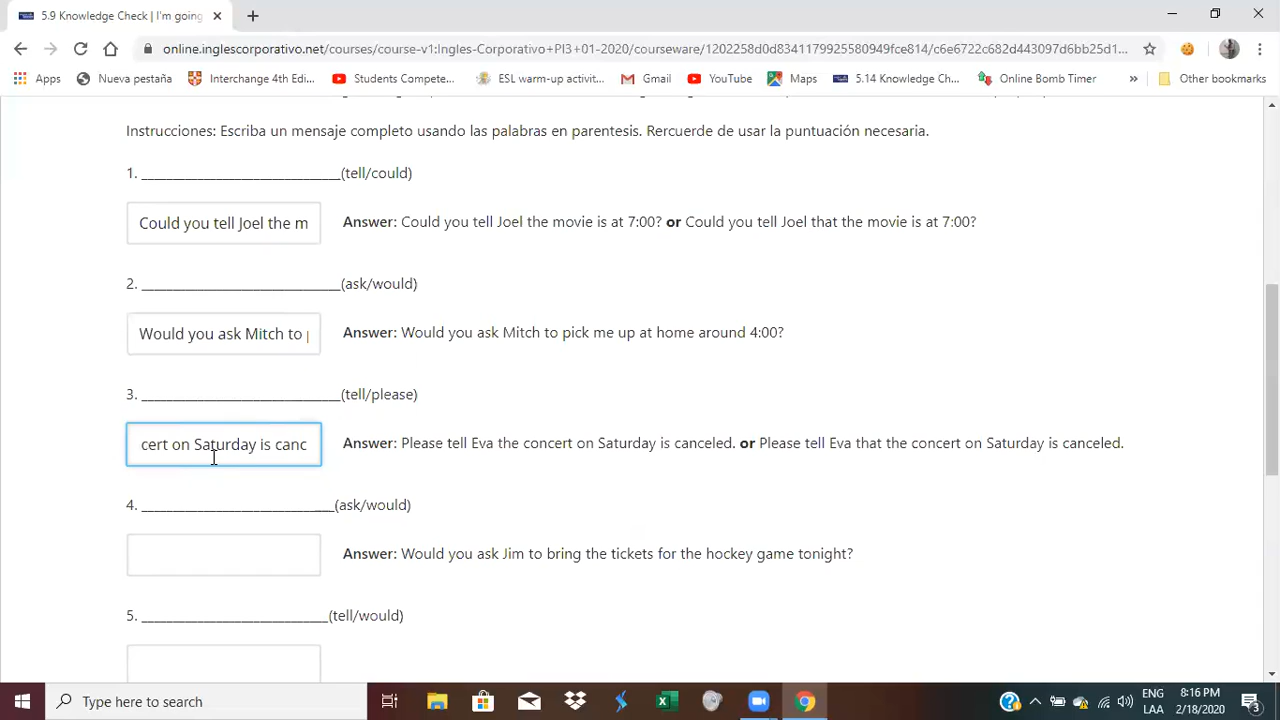 5.9 Knowledge Check | I'm going
online.inglescorporativo.net/courses/course-v1:Ingles-Corporativo+PI3+01-2020/courseware/1202258d0d8341179925580949fce814/c6e6722c682d443097d6bb25d1...
Apps Nueva pestaña Interchange 4th Edi... Students Compete... ESL warm-up activit... Gmail YouTube Maps 5.14 Knowledge Ch... Online Bomb Timer » Other bookmarks
Instrucciones: Escriba un mensaje completo usando las palabras en parentesis. Rercuerde de usar la puntuación necesaria.
1. ____________________________(tell/could)
Could you tell Joel the m Answer: Could you tell Joel the movie is at 7:00? or Could you tell Joel that the movie is at 7:00?
2. ____________________________(ask/would)
Would you ask Mitch to Answer: Would you ask Mitch to pick me up at home around 4:00?
3. ____________________________(tell/please)
cert on Saturday is canc Answer: Please tell Eva the concert on Saturday is canceled. or Please tell Eva that the concert on Saturday is canceled.
4. ___________________________(ask/would)
Answer: Would you ask Jim to bring the tickets for the hockey game tonight?
5. __________________________(tell/would)
Type here to search
ENG
LAA
8:16 PM
2/18/2020
3